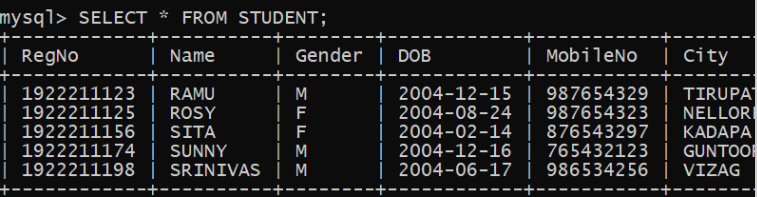 mysql> SELECT * FROM STUDENT;
+------------+----------+--------+------------+-----------+-------
| RegNo | Name | Gender | DOB | MobileNo | City
+------------+----------+--------+------------+-----------+-------
| 1922211123 | RAMU | M | 2004-12-15 | 987654329 | TIRUPAT
| 1922211125 | ROSY | F | 2004-08-24 | 987654323 | NELLOR
| 1922211156 | SITA | F | 2004-02-14 | 876543297 | KADAPA
| 1922211174 | SUNNY | M | 2004-12-16 | 765432123 | GUNTOO
| 1922211198 | SRINIVAS | M | 2004-06-17 | 986534256 | VIZAG
+------------+----------+--------+------------+-----------+-------